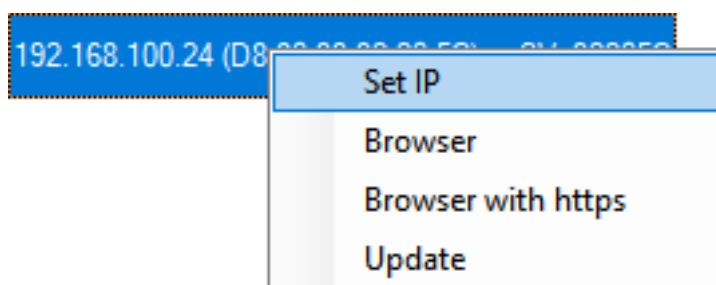 192.168.100.24 (D8
Set IP
Browser
Browser with https
Update